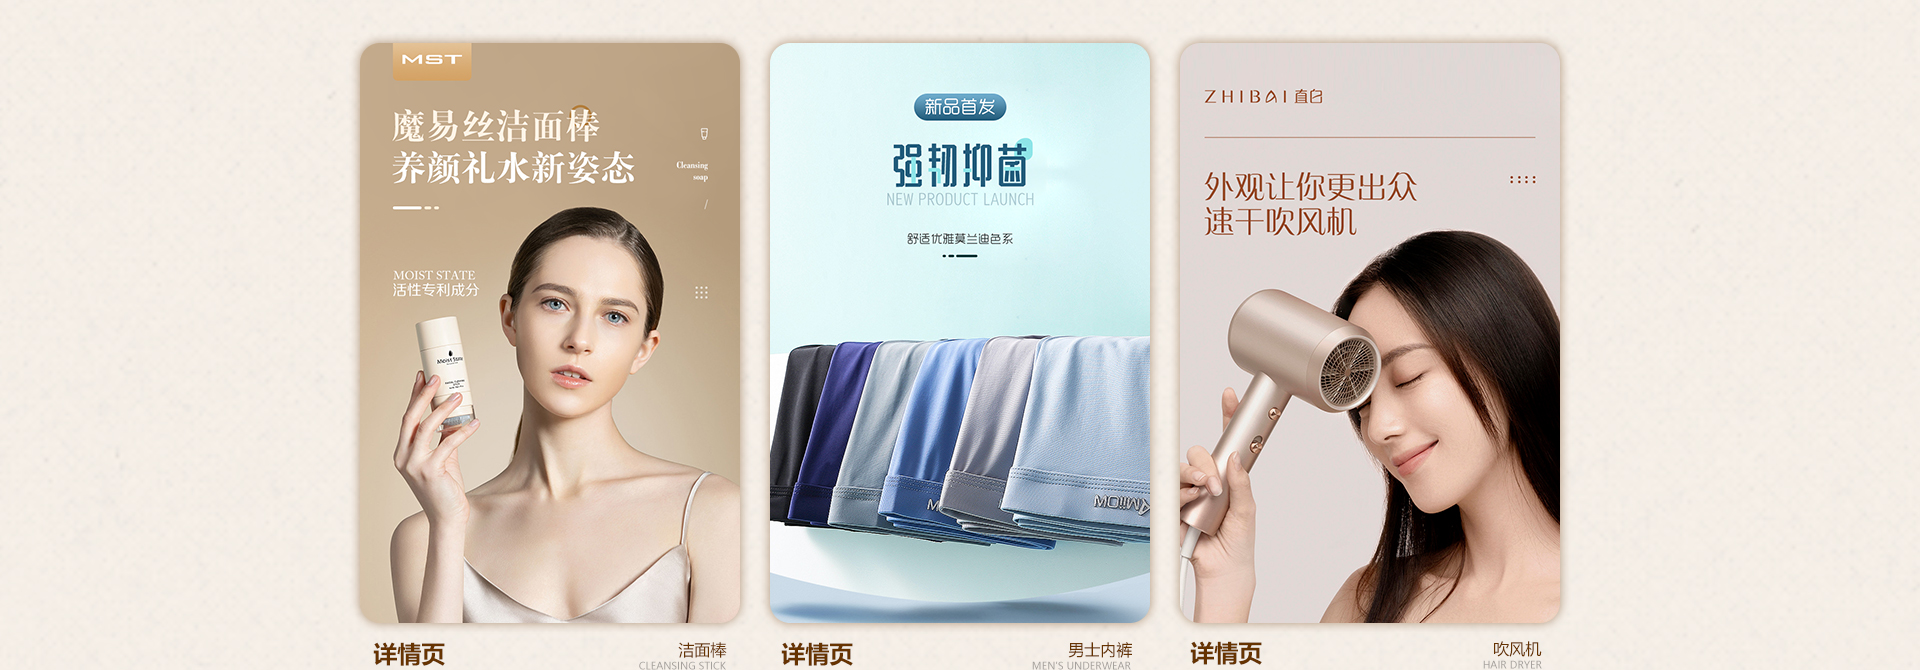 MST
魔易丝洁面棒
养颜礼水新姿态
Cleansing
soap
/
MOIST STATE
活性专利成分
Moist State
详情页
洁面棒
CLEANSING STICK
新品首发
强韧抑菌
NEW PRODUCT LAUNCH
舒适优雅莫兰迪色系
详情页
男士内裤
MEN'S UNDERWEAR
ZHIBAI 直白
外观让你更出众
速干吹风机
详情页
吹风机
HAIR DRYER